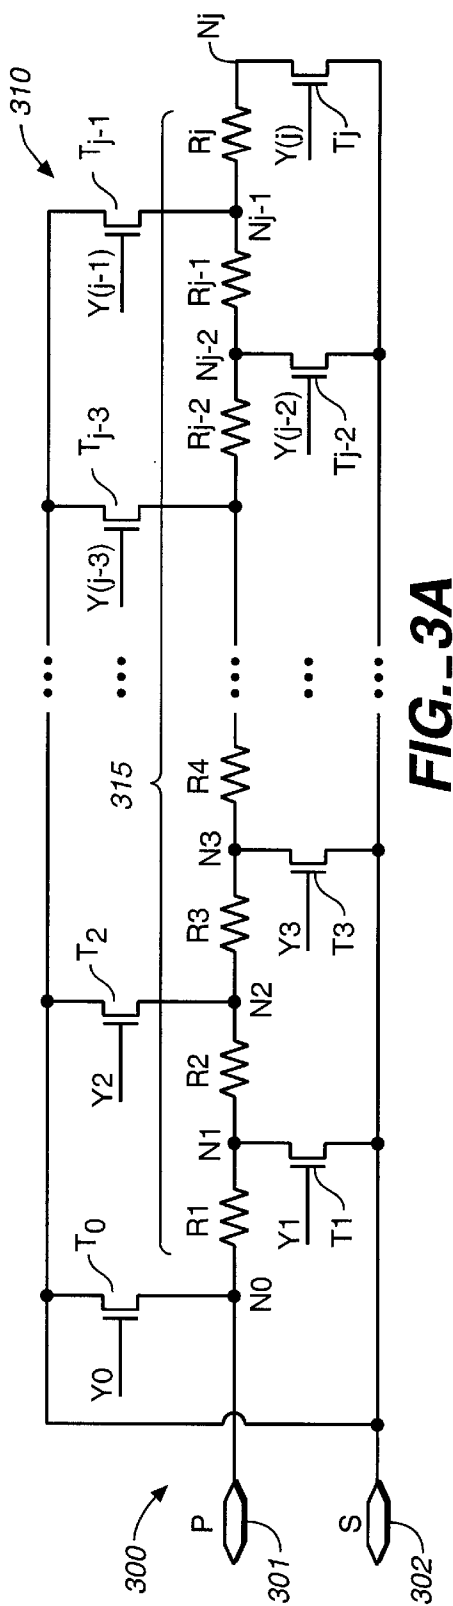 300
310
T0
T2
Tj-3
Tj-1
Y0
Y2
Y(j-3)
Y(j-1)
315
P
301
R1
R2
R3
R4
Rj-2
Rj-1
Rj
N0
N1
N2
N3
Nj-2
Nj-1
Nj
Y1
Y3
Y(j-2)
Y(j)
T1
T3
Tj-2
Tj
S
302
FIG._3A